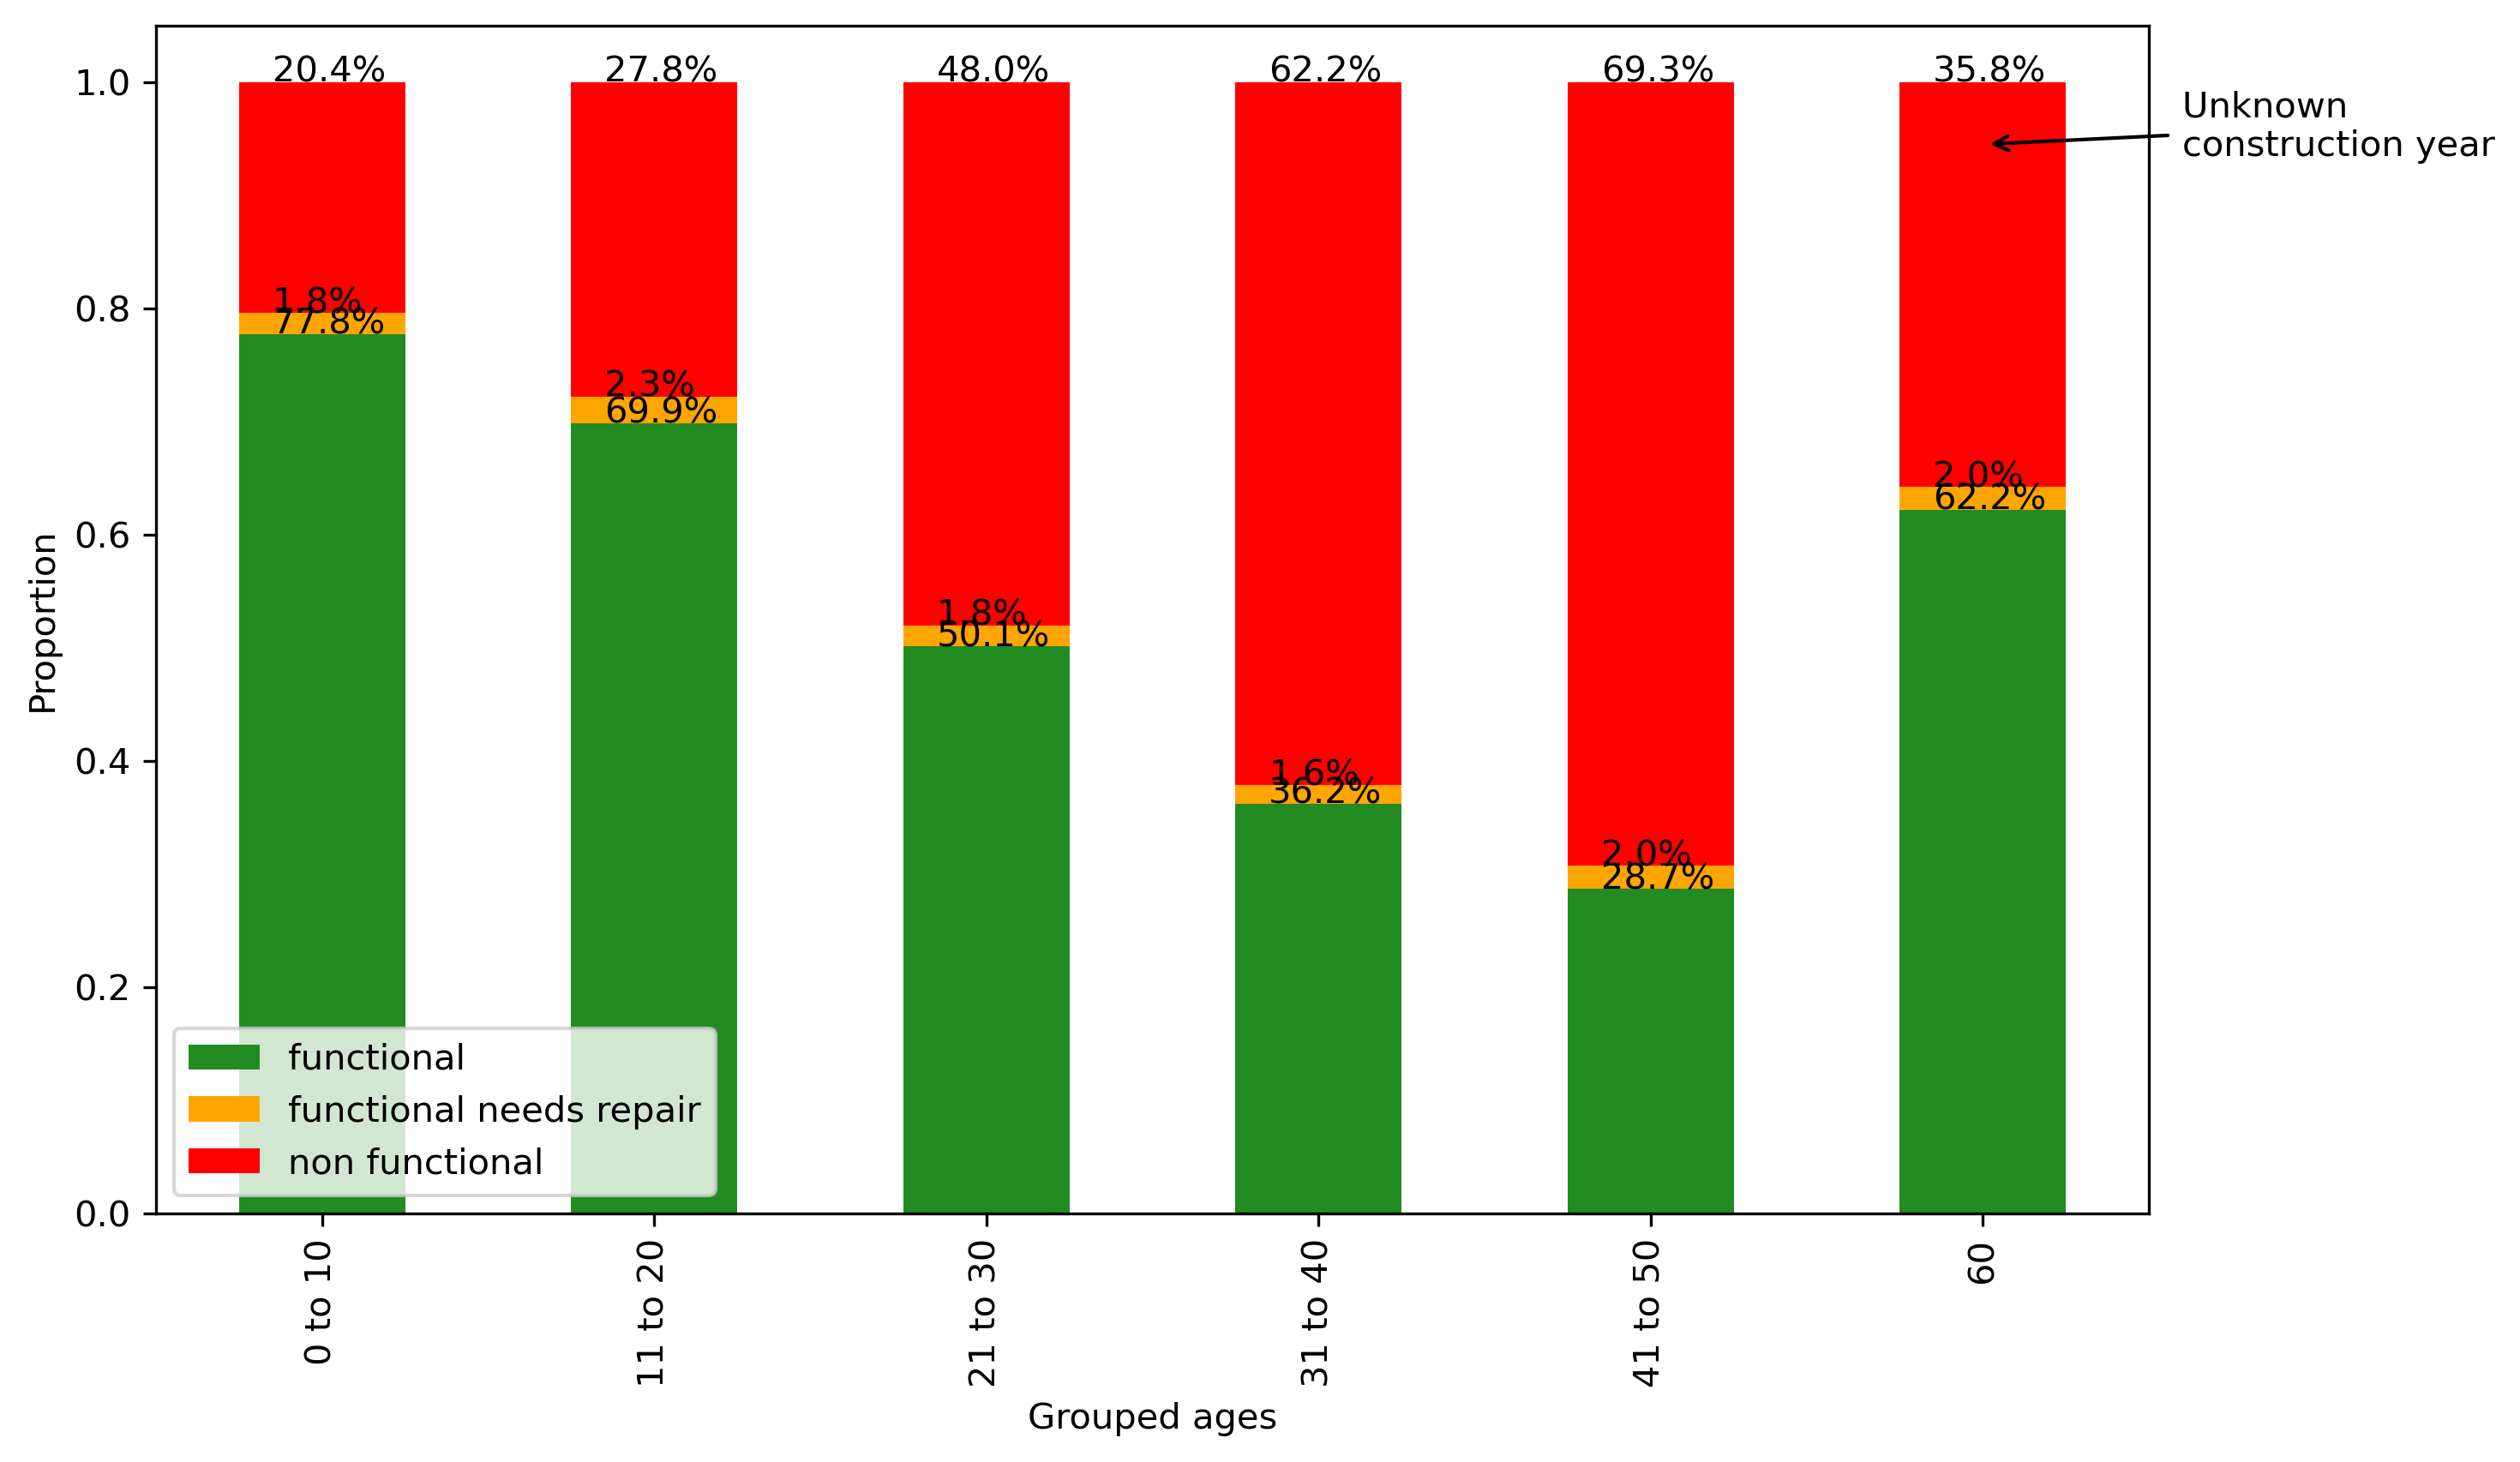 20.4%
27.8%
48.0%
62.2%
69.3%
35.8%
Unknown
construction year
1.0
0.8
0.6
0.4
0.2
0.0
Proportion
1.8%
77.8%
2.3%
69.9%
1.8%
50.1%
1.6%
36.2%
2.0%
28.7%
2.0%
62.2%
functional
functional needs repair
non functional
0 to 10
11 to 20
21 to 30
31 to 40
41 to 50
60
Grouped ages